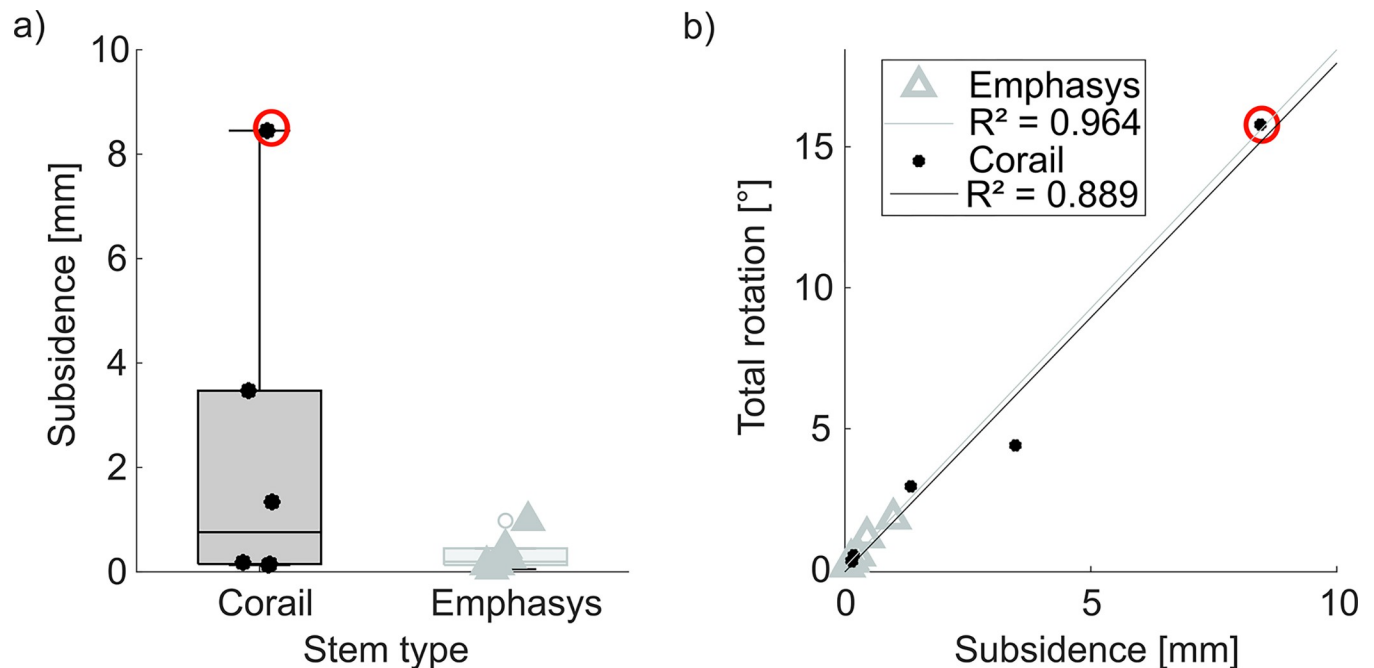 a)
10
8
6
4
2
0
Subsidence [mm]
Corail
Emphasys
Stem type
b)
Emphasys
R² = 0.964
Corail
R² = 0.889
15
10
5
0
Total rotation [°]
0
5
10
Subsidence [mm]